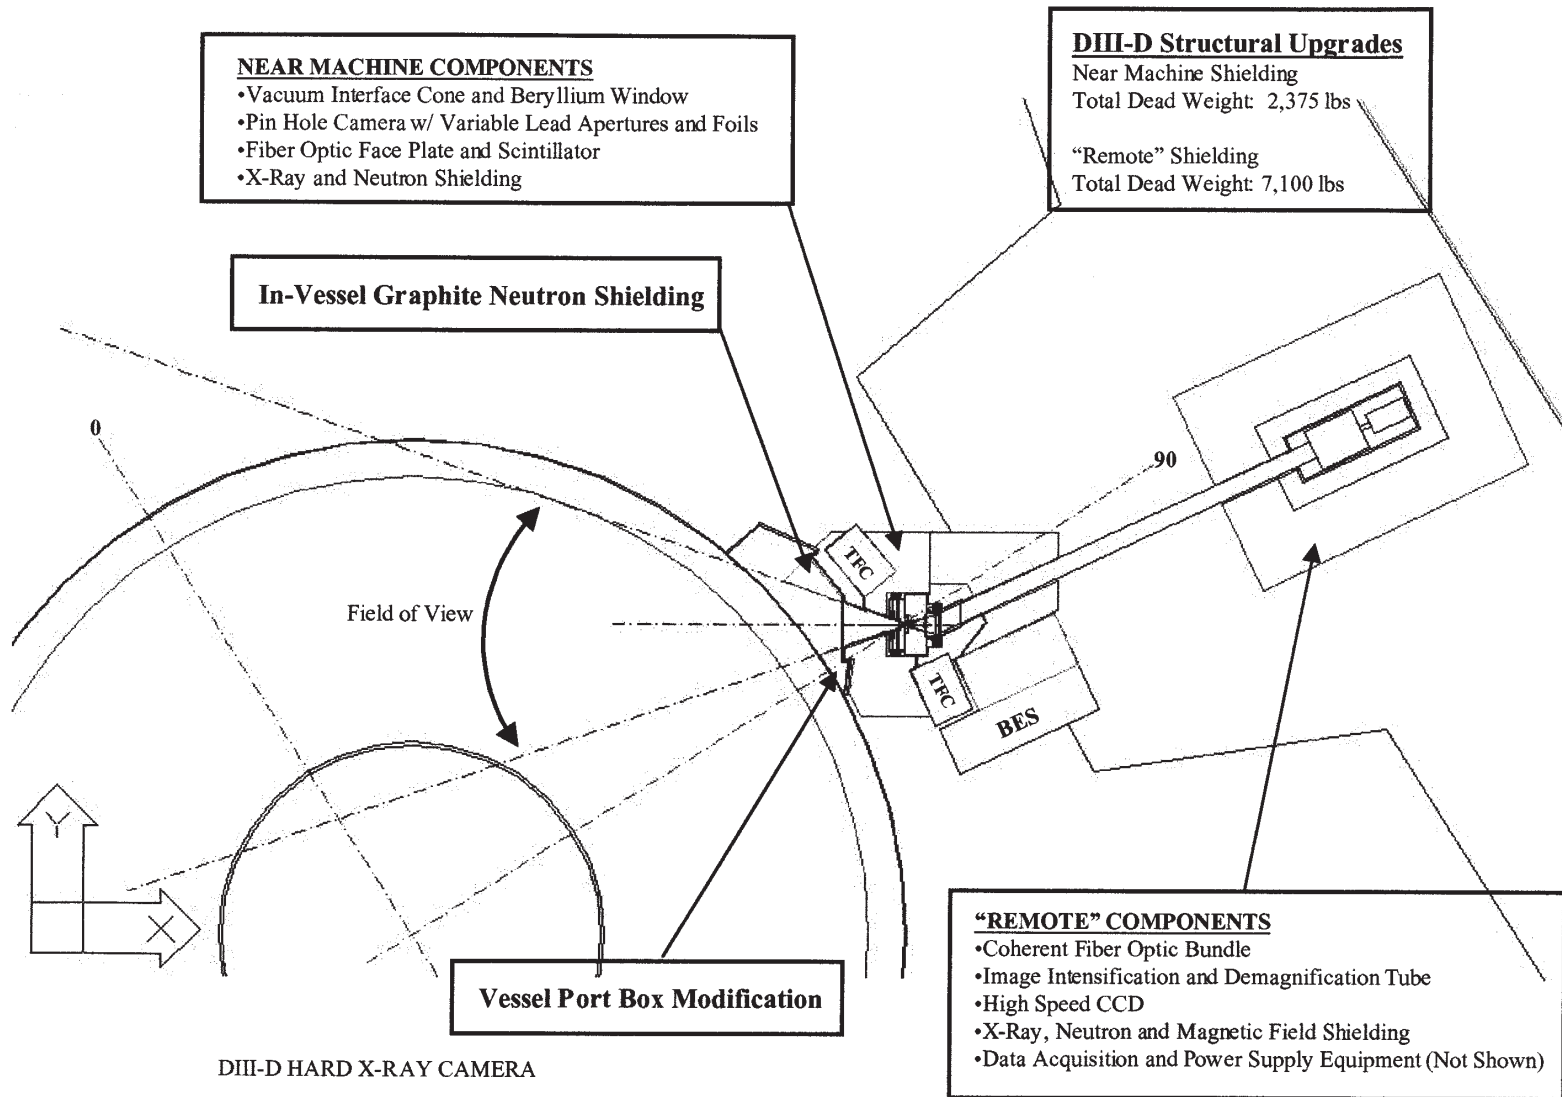 NEAR MACHINE COMPONENTS
•Vacuum Interface Cone and Beryllium Window
•Pin Hole Camera w/ Variable Lead Apertures and Foils
•Fiber Optic Face Plate and Scintillator
•X-Ray and Neutron Shielding
DIII-D Structural Upgrades
Near Machine Shielding
Total Dead Weight: 2,375 lbs
“Remote” Shielding
Total Dead Weight: 7,100 lbs
In-Vessel Graphite Neutron Shielding
0
90
TFC
Field of View
TFC
BES
Y
X
Vessel Port Box Modification
“REMOTE” COMPONENTS
•Coherent Fiber Optic Bundle
•Image Intensification and Demagnification Tube
•High Speed CCD
•X-Ray, Neutron and Magnetic Field Shielding
•Data Acquisition and Power Supply Equipment (Not Shown)
DIII-D HARD X-RAY CAMERA